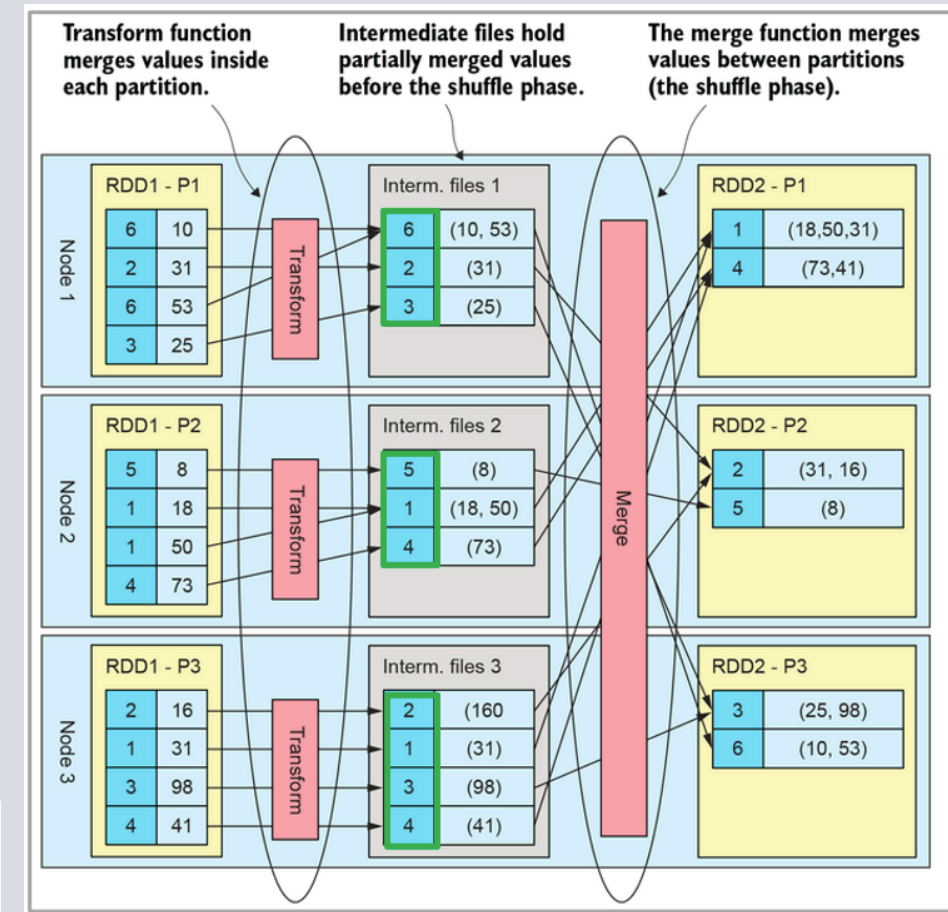 Transform function
merges values inside
each partition.
Intermediate files hold
partially merged values
before the shuffle phase.
The merge function merges
values between partitions
(the shuffle phase).
Node 1
RDD1 - P1
6 10
2 31
6 53
3 25
Transform
Interm. files 1
6 (10, 53)
2 (31)
3 (25)
RDD2 - P1
1 (18,50,31)
4 (73,41)
Node 2
RDD1 - P2
5 8
1 18
1 50
4 73
Transform
Interm. files 2
5 (8)
1 (18, 50)
4 (73)
Merge
RDD2 - P2
2 (31, 16)
5 (8)
Node 3
RDD1 - P3
2 16
1 31
3 98
4 41
Transform
Interm. files 3
2 (160
1 (31)
3 (98)
4 (41)
RDD2 - P3
3 (25, 98)
6 (10, 53)